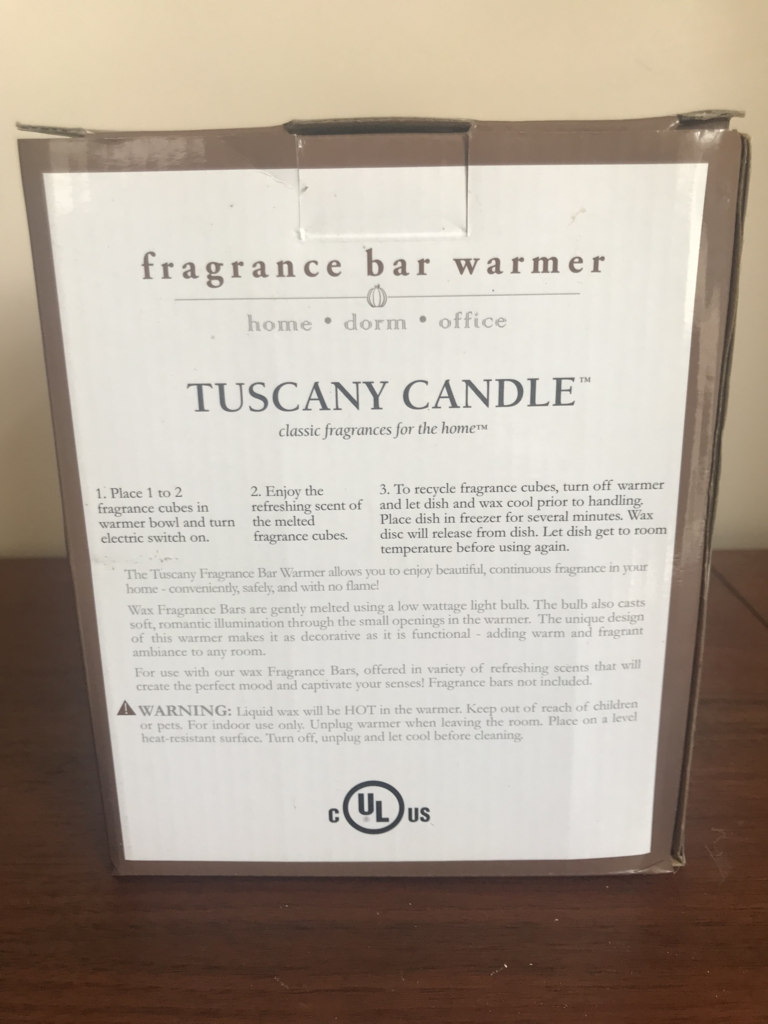 fragrance bar warmer
home • dorm • office
TUSCANY CANDLE™
classic fragrances for the home™
1. Place 1 to 2
fragrance cubes in
warmer bowl and turn
electric switch on.
2. Enjoy the
refreshing scent of
the melted
fragrance cubes.
3. To recycle fragrance cubes, turn off warmer
and let dish and wax cool prior to handling.
Place dish in freezer for several minutes. Wax
disc will release from dish. Let dish get to room
temperature before using again.
The Tuscany Fragrance Bar Warmer allows you to enjoy beautiful, continuous fragrance in your
home - conveniently, safely, and with no flame!
Wax Fragrance Bars are gently melted using a low wattage light bulb. The bulb also casts
soft, romantic illumination through the small openings in the warmer. The unique design
of this warmer makes it as decorative as it is functional - adding warm and fragrant
ambiance to any room.
For use with our wax Fragrance Bars, offered in variety of refreshing scents that will
create the perfect mood and captivate your senses! Fragrance bars not included.
WARNING: Liquid wax will be HOT in the warmer. Keep out of reach of children
or pets. For indoor use only. Unplug warmer when leaving the room. Place on a level
heat-resistant surface. Turn off, unplug and let cool before cleaning.
C UL® US